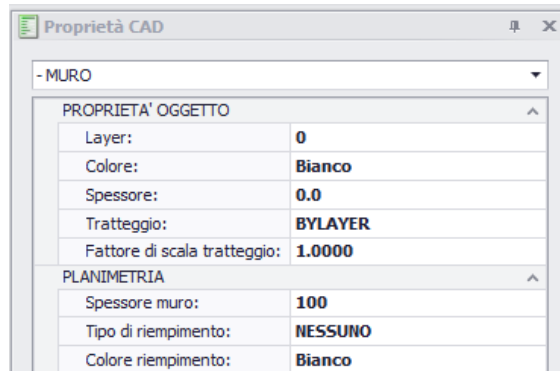 Proprietà CAD
- MURO
PROPRIETA' OGGETTO
Layer: 0
Colore: Bianco
Spessore: 0.0
Tratteggio: BYLAYER
Fattore di scala tratteggio: 1.0000
PLANIMETRIA
Spessore muro: 100
Tipo di riempimento: NESSUNO
Colore riempimento: Bianco